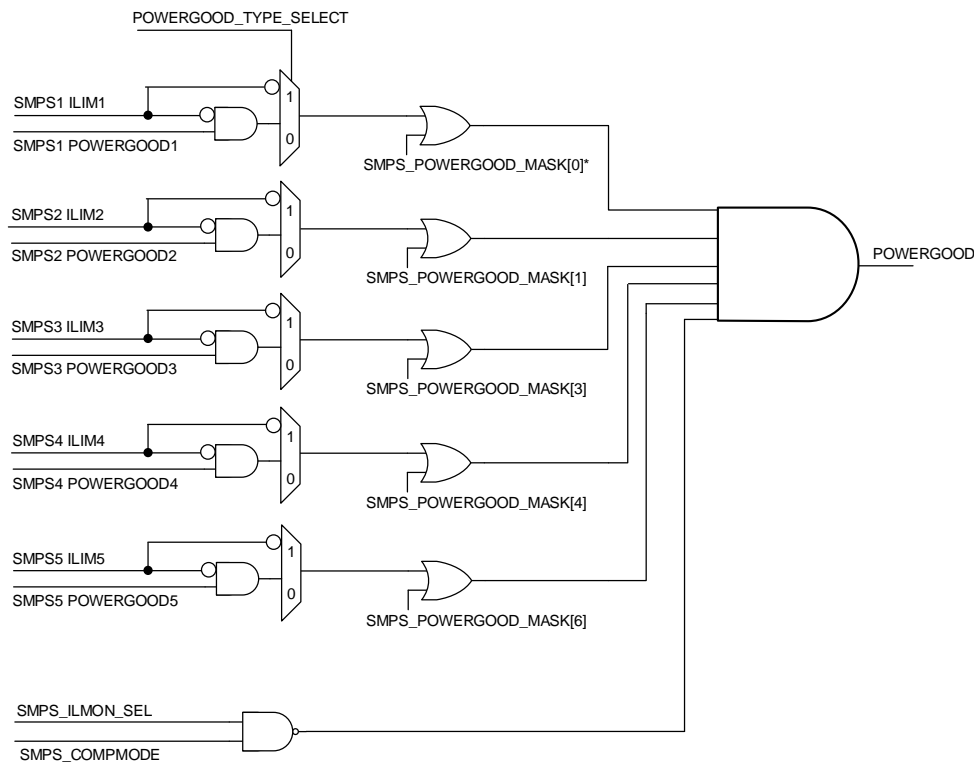 POWERGOOD_TYPE_SELECT
SMPS1 ILIM1
1
0
SMPS1 POWERGOOD1
SMPS_POWERGOOD_MASK[0]*
SMPS2 ILIM2
1
0
SMPS2 POWERGOOD2
SMPS_POWERGOOD_MASK[1]
POWERGOOD
SMPS3 ILIM3
1
0
SMPS3 POWERGOOD3
SMPS_POWERGOOD_MASK[3]
SMPS4 ILIM4
1
0
SMPS4 POWERGOOD4
SMPS_POWERGOOD_MASK[4]
SMPS5 ILIM5
1
0
SMPS5 POWERGOOD5
SMPS_POWERGOOD_MASK[6]
SMPS_ILMON_SEL
SMPS_COMPMODE